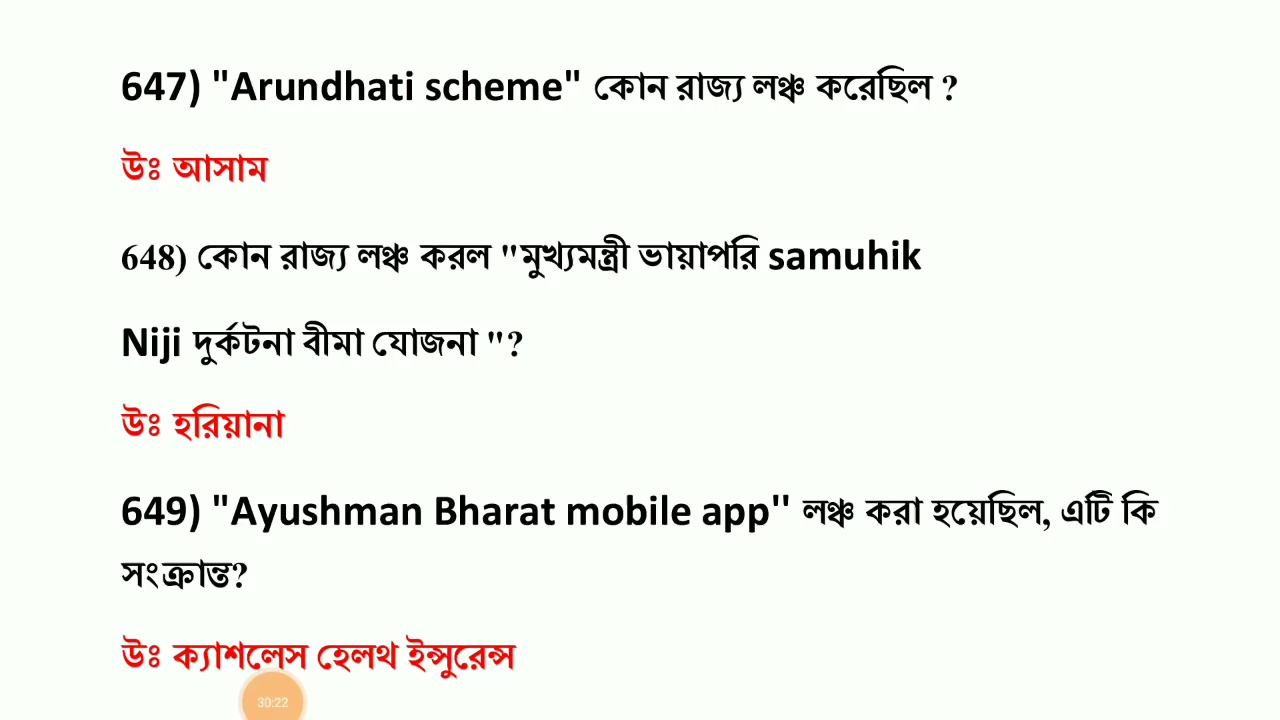 647) "Arundhati scheme" কোন রাজ্য লঞ্চ করেছিল ?
উঃ আসাম
648) কোন রাজ্য লঞ্চ করল "মুখ্যমন্ত্রী ভায়াপরি samuhik
Niji দুর্কটনা বীমা যোজনা "?
উঃ হরিয়ানা
649) "Ayushman Bharat mobile app'' লঞ্চ করা হয়েছিল, এটি কি
সংক্রান্ত?
উঃ ক্যাশলেস হেলথ ইন্সুরেন্স
30:22